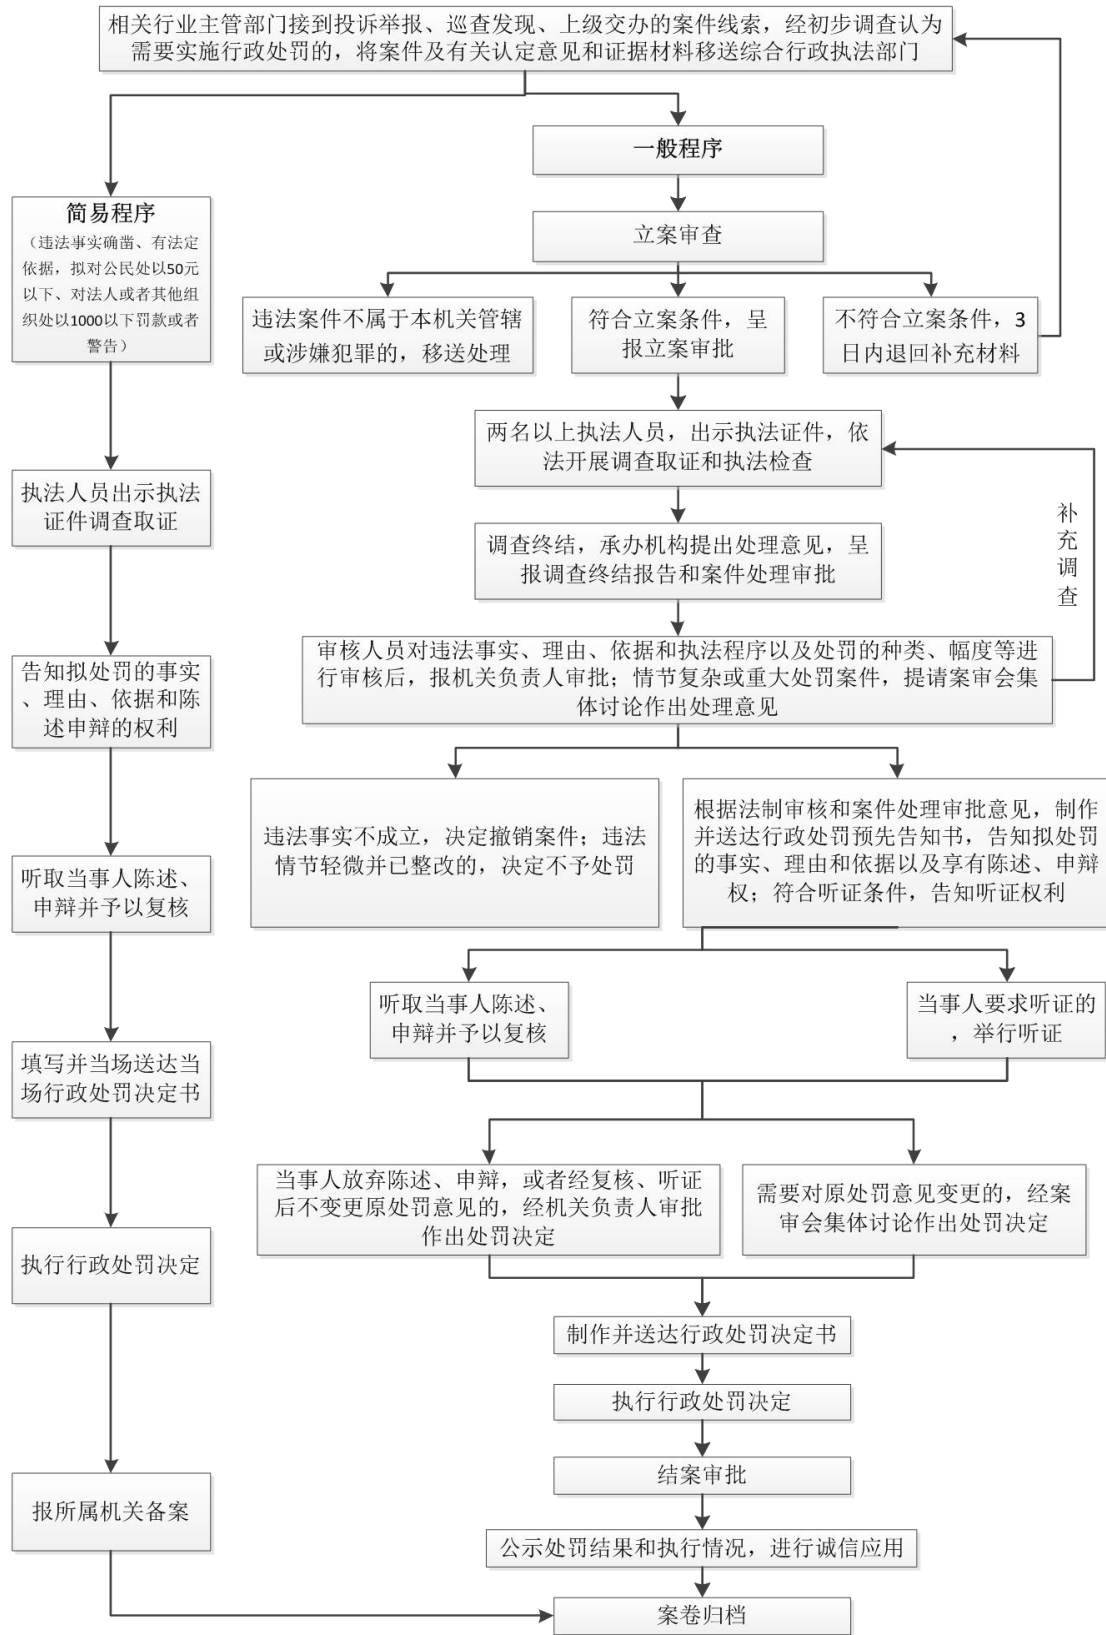 相关行业主管部门接到投诉举报、巡查发现、上级交办的案件线索，经初步调查认为
需要实施行政处罚的，将案件及有关认定意见和证据材料移送综合行政执法部门
一般程序
简易程序
（违法事实确凿、有法定
依据，拟对公民处以50元
以下、对法人或者其他组
织处以1000以下罚款或者
警告）
立案审查
违法案件不属于本机关管辖
或涉嫌犯罪的，移送处理
符合立案条件，呈
报立案审批
不符合立案条件，3
日内退回补充材料
两名以上执法人员，出示执法证件，依
法开展调查取证和执法检查
执法人员出示执法
证件调查取证
补
充
调
查
调查终结，承办机构提出处理意见，呈
报调查终结报告和案件处理审批
审核人员对违法事实、理由、依据和执法程序以及处罚的种类、幅度等进
行审核后，报机关负责人审批；情节复杂或重大处罚案件，提请案审会集
体讨论作出处理意见
告知拟处罚的事实
、理由、依据和陈
述申辩的权利
违法事实不成立，决定撤销案件；违法
情节轻微并已整改的，决定不予处罚
根据法制审核和案件处理审批意见，制作
并送达行政处罚预先告知书，告知拟处罚
的事实、理由和依据以及享有陈述、申辩
权；符合听证条件，告知听证权利
听取当事人陈述、
申辩并予以复核
听取当事人陈述、
申辩并予以复核
当事人要求听证的
，举行听证
填写并当场送达当
场行政处罚决定书
当事人放弃陈述、申辩，或者经复核、听证
后不变更原处罚意见的，经机关负责人审批
作出处罚决定
需要对原处罚意见变更的，经案
审会集体讨论作出处罚决定
执行行政处罚决定
制作并送达行政处罚决定书
执行行政处罚决定
结案审批
报所属机关备案
公示处罚结果和执行情况，进行诚信应用
案卷归档